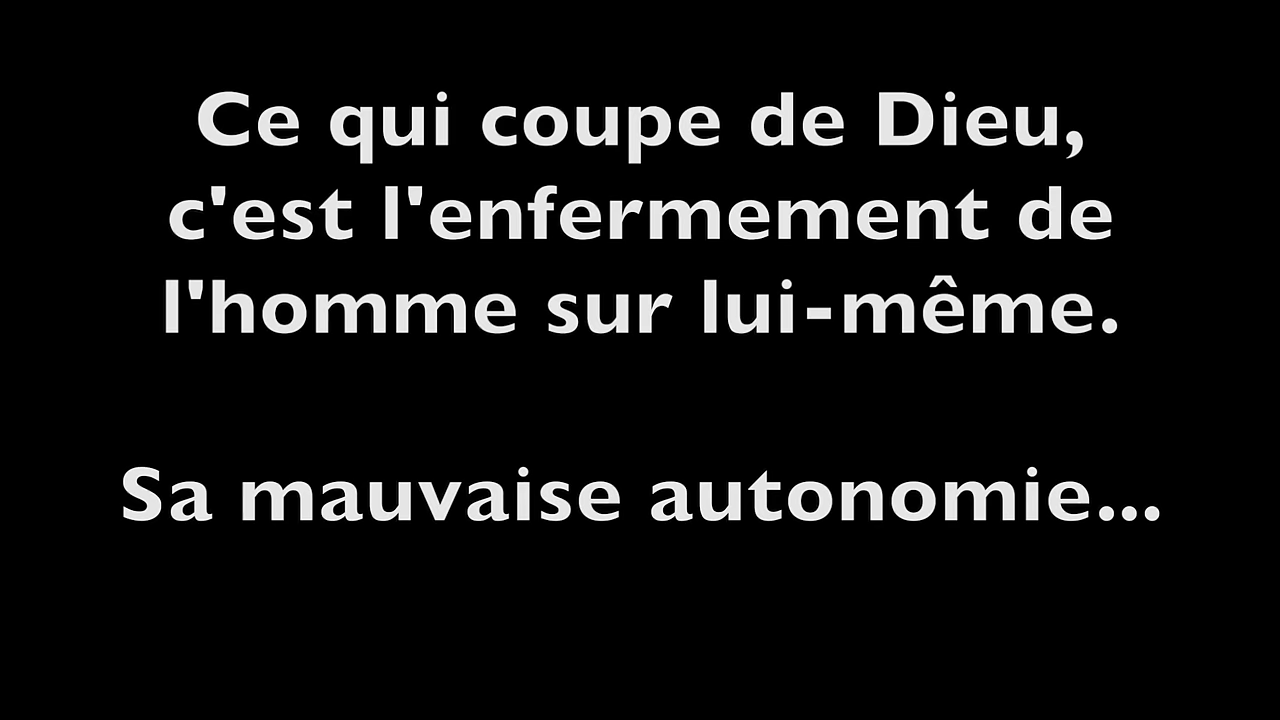 Ce qui coupe de Dieu,
c'est l'enfermement de
l'homme sur lui-même.
Sa mauvaise autonomie...